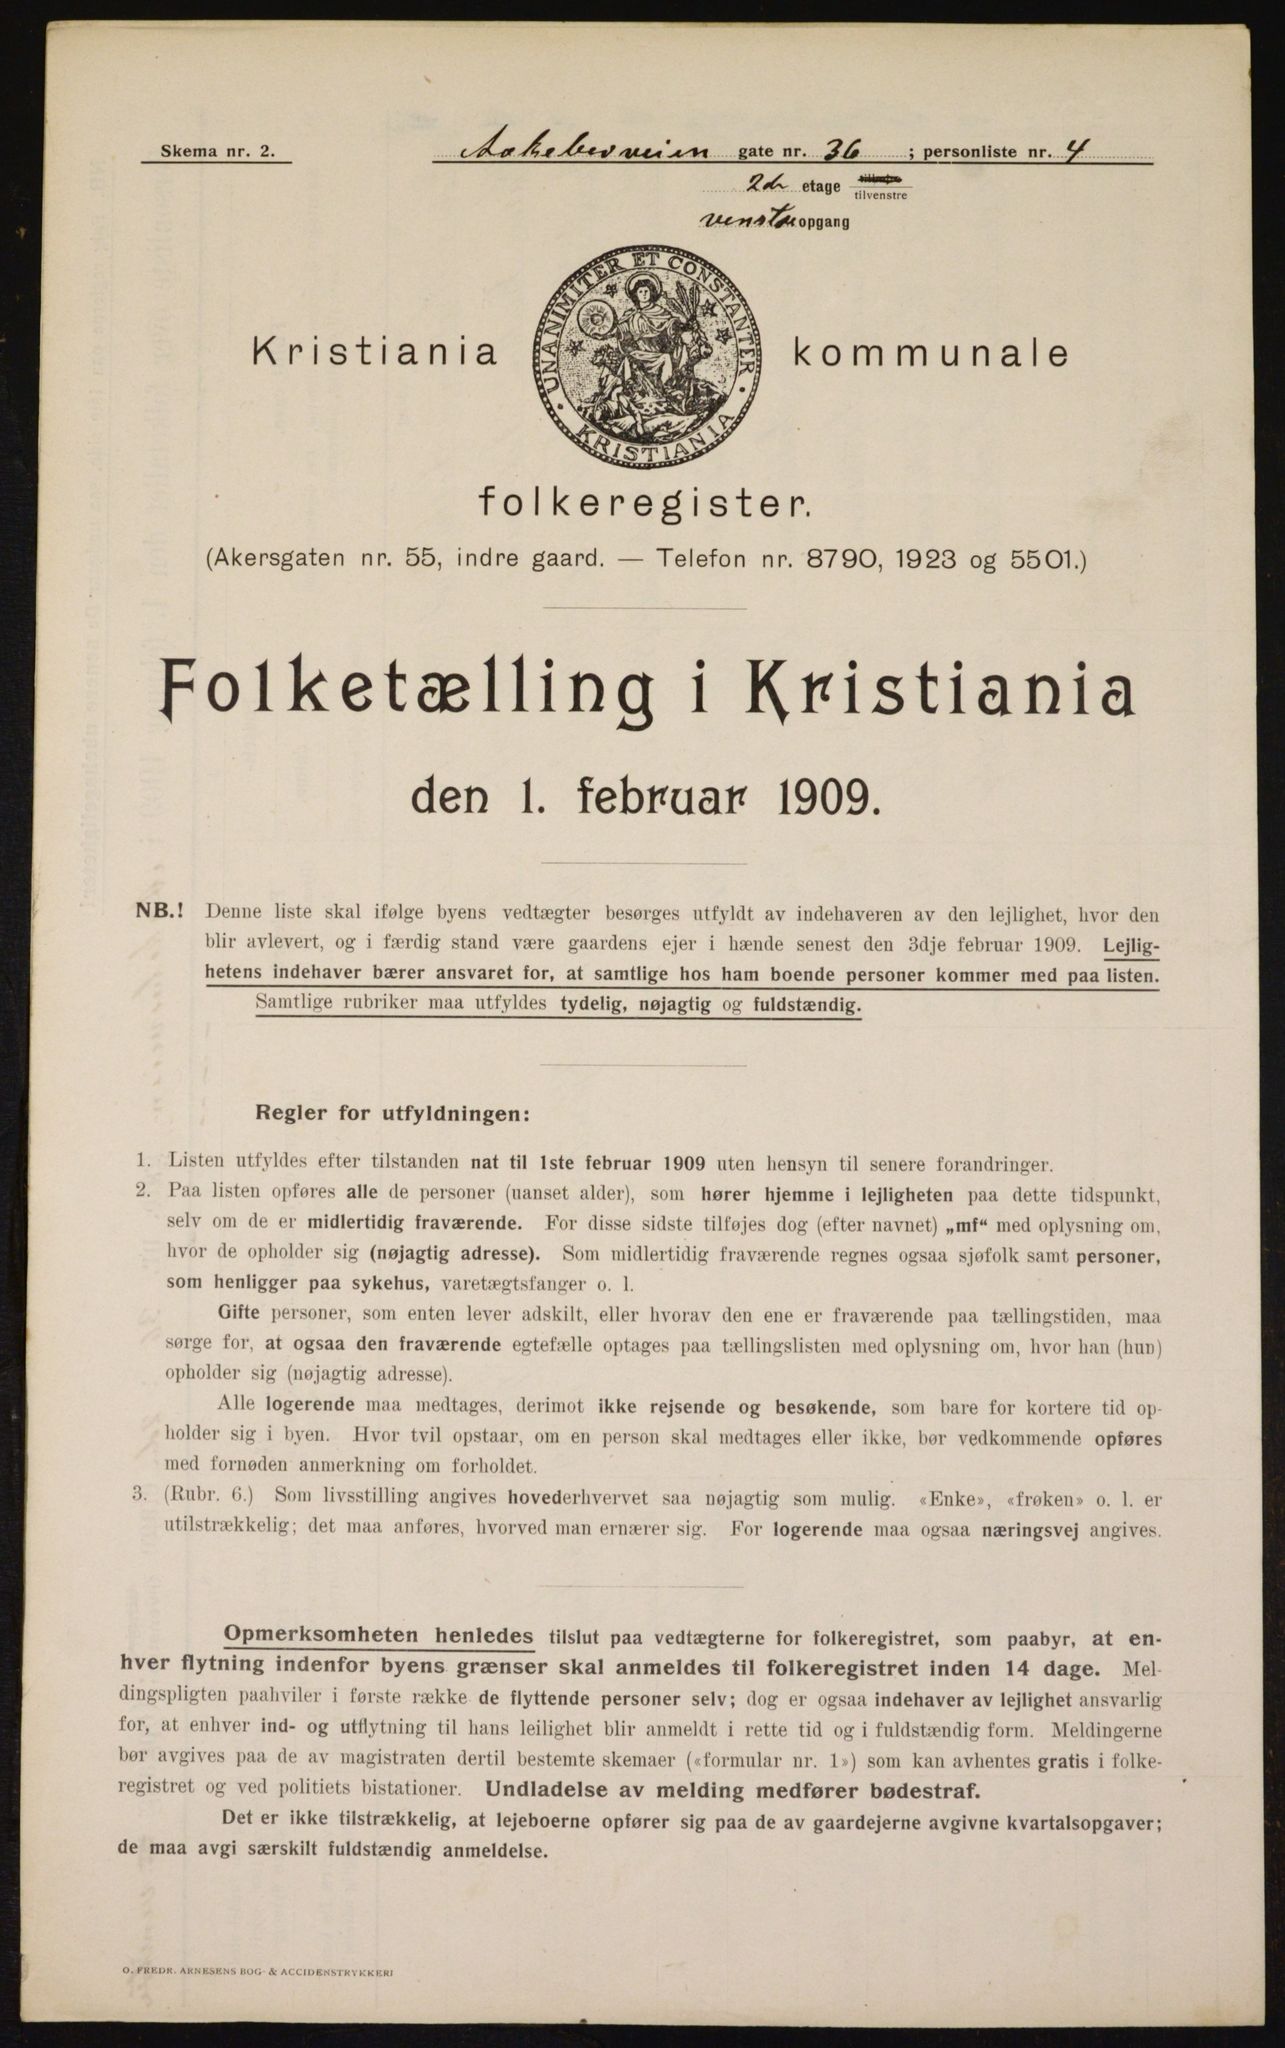 Skema nr. 2. Aakebergveien gate nr. 36 ; personliste nr. 4
2den etage tilhøire tilvenstre
venstre opgang
UNANIMITER ET CONSTANTER • KRISTIANIA •
Kristiania kommunale
folkeregister.
(Akersgaten nr. 55, indre gaard. — Telefon nr. 8790, 1923 og 5501.)
Folketælling i Kristiania
den 1. februar 1909.
NB.! Denne liste skal ifølge byens vedtægter besørges utfyldt av indehaveren av den lejlighet, hvor den
blir avlevert, og i færdig stand være gaardens ejer i hænde senest den 3dje februar 1909. Lejlig-
hetens indehaver bærer ansvaret for, at samtlige hos ham boende personer kommer med paa listen.
Samtlige rubriker maa utfyldes tydelig, nøjagtig og fuldstændig.
Regler for utfyldningen:
1. Listen utfyldes efter tilstanden nat til 1ste februar 1909 uten hensyn til senere forandringer.
2. Paa listen opføres alle de personer (uanset alder), som hører hjemme i lejligheten paa dette tidspunkt,
selv om de er midlertidig fraværende. For disse sidste tilføjes dog (efter navnet) „mf“ med oplysning om,
hvor de opholder sig (nøjagtig adresse). Som midlertidig fraværende regnes ogsaa sjøfolk samt personer,
som henligger paa sykehus, varetægtsfanger o. l.
Gifte personer, som enten lever adskilt, eller hvorav den ene er fraværende paa tællingstiden, maa
sørge for, at ogsaa den fraværende egtefælle optages paa tællingslisten med oplysning om, hvor han (hun)
opholder sig (nøjagtig adresse).
Alle logerende maa medtages, derimot ikke rejsende og besøkende, som bare for kortere tid op-
holder sig i byen. Hvor tvil opstaar, om en person skal medtages eller ikke, bør vedkommende opføres
med fornøden anmerkning om forholdet.
3. (Rubr. 6.) Som livsstilling angives hovederhvervet saa nøjagtig som mulig. «Enke», «frøken» o. l. er
utilstrækkelig; det maa anføres, hvorved man ernærer sig. For logerende maa ogsaa næringsvej angives.
Opmerksomheten henledes tilslut paa vedtægterne for folkeregistret, som paabyr, at en-
hver flytning indenfor byens grænser skal anmeldes til folkeregistret inden 14 dage. Mel-
dingspligten paahviler i første række de flyttende personer selv; dog er ogsaa indehaver av lejlighet ansvarlig
for, at enhver ind- og utflytning til hans leilighet blir anmeldt i rette tid og i fuldstændig form. Meldingerne
bør avgives paa de av magistraten dertil bestemte skemaer («formular nr. 1») som kan avhentes gratis i folke-
registret og ved politiets bistationer. Undladelse av melding medfører bødestraf.
Det er ikke tilstrækkelig, at lejeboerne opfører sig paa de av gaardejerne avgivne kvartalsopgaver;
de maa avgi særskilt fuldstændig anmeldelse.
O. FREDR. ARNESENS BOG- & ACCIDENSTRYKKERI